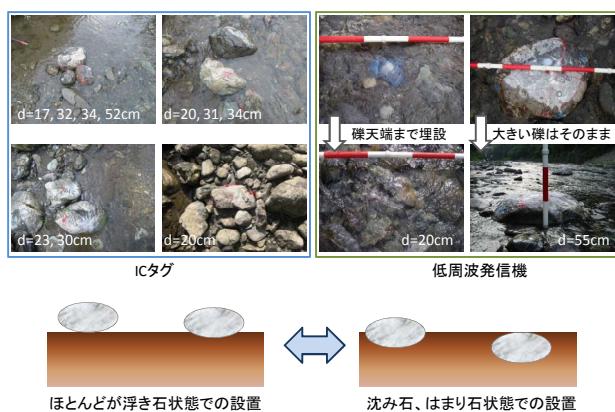 d=17, 32, 34, 52cm
d=20, 31, 34cm
礫天端まで埋設
大きい礫はそのまま
d=23, 30cm
d=20cm
d=20cm
d=55cm
ICタグ
低周波発信機
ほとんどが浮き石状態での設置
沈み石、はまり石状態での設置